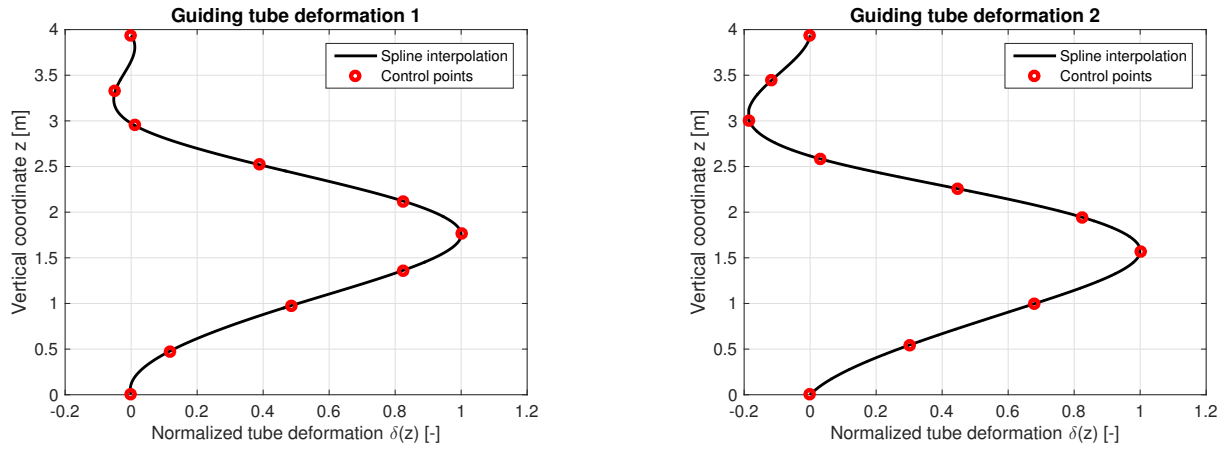 Guiding tube deformation 1
Spline interpolation
Control points
4
3.5
3
2.5
2
1.5
1
0.5
0
Vertical coordinate z [m]
-0.2 0 0.2 0.4 0.6 0.8 1 1.2
Normalized tube deformation δ(z) [-]
Guiding tube deformation 2
Spline interpolation
Control points
4
3.5
3
2.5
2
1.5
1
0.5
0
Vertical coordinate z [m]
-0.2 0 0.2 0.4 0.6 0.8 1 1.2
Normalized tube deformation δ(z) [-]